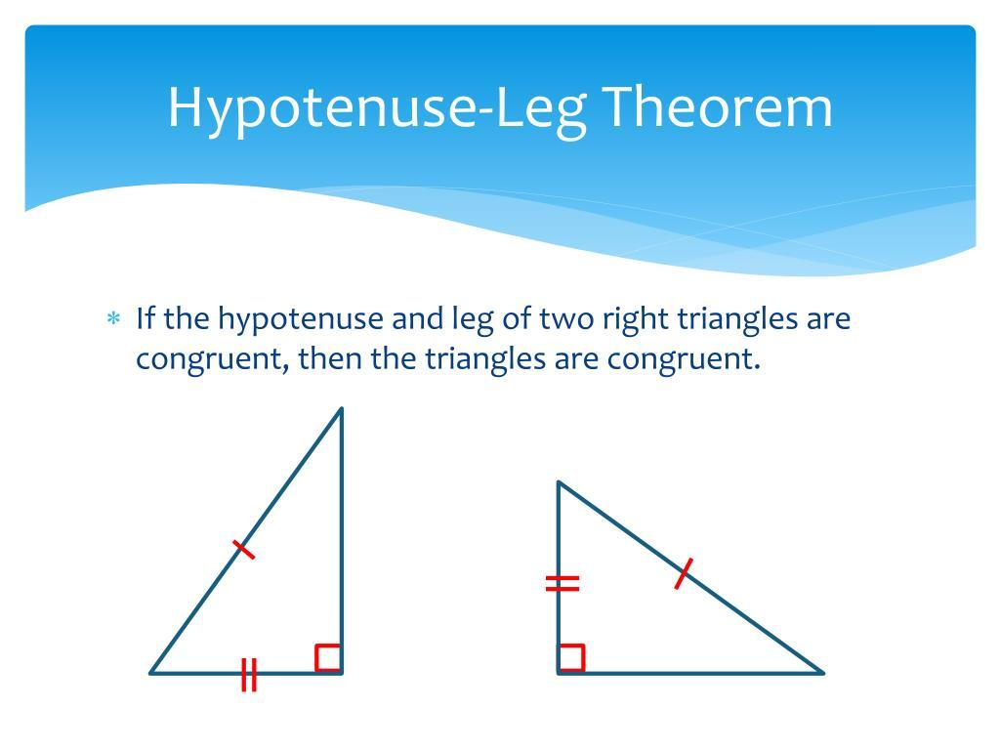 Hypotenuse-Leg Theorem
* If the hypotenuse and leg of two right triangles are
congruent, then the triangles are congruent.